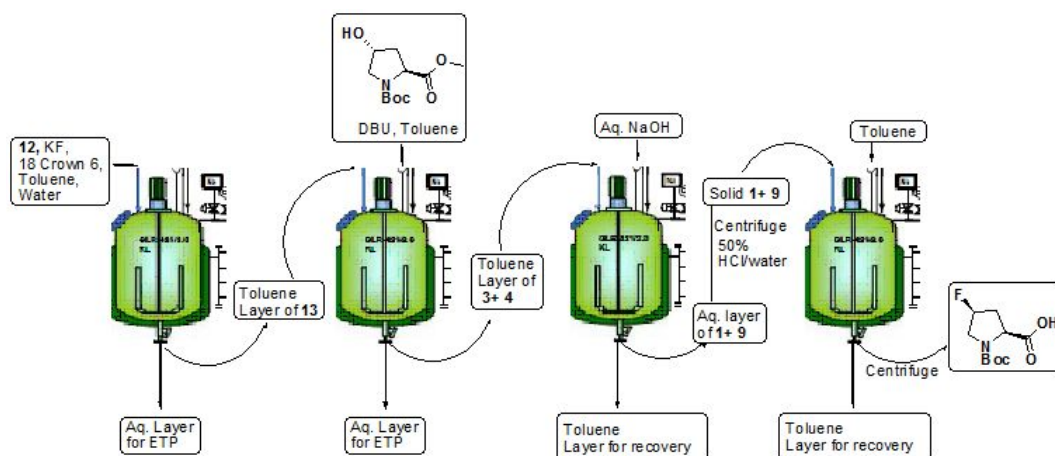 HO
N
Boc
O
O
DBU, Toluene
12, KF,
18 Crown 6,
Toluene,
Water
Aq. NaOH
Toluene
Solid 1+ 9
Centrifuge
50%
HCl/water
Toluene
Layer of 13
Toluene
Layer of
3+ 4
Aq. layer
of 1+ 9
F
N
Boc
OH
O
Centrifuge
Aq. Layer
for ETP
Aq. Layer
for ETP
Toluene
Layer for recovery
Toluene
Layer for recovery